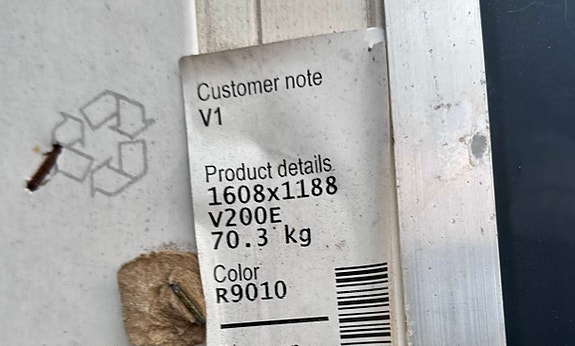 Customer note
V1
Product details
1608x1188
V200E
70.3 kg
Color
R9010